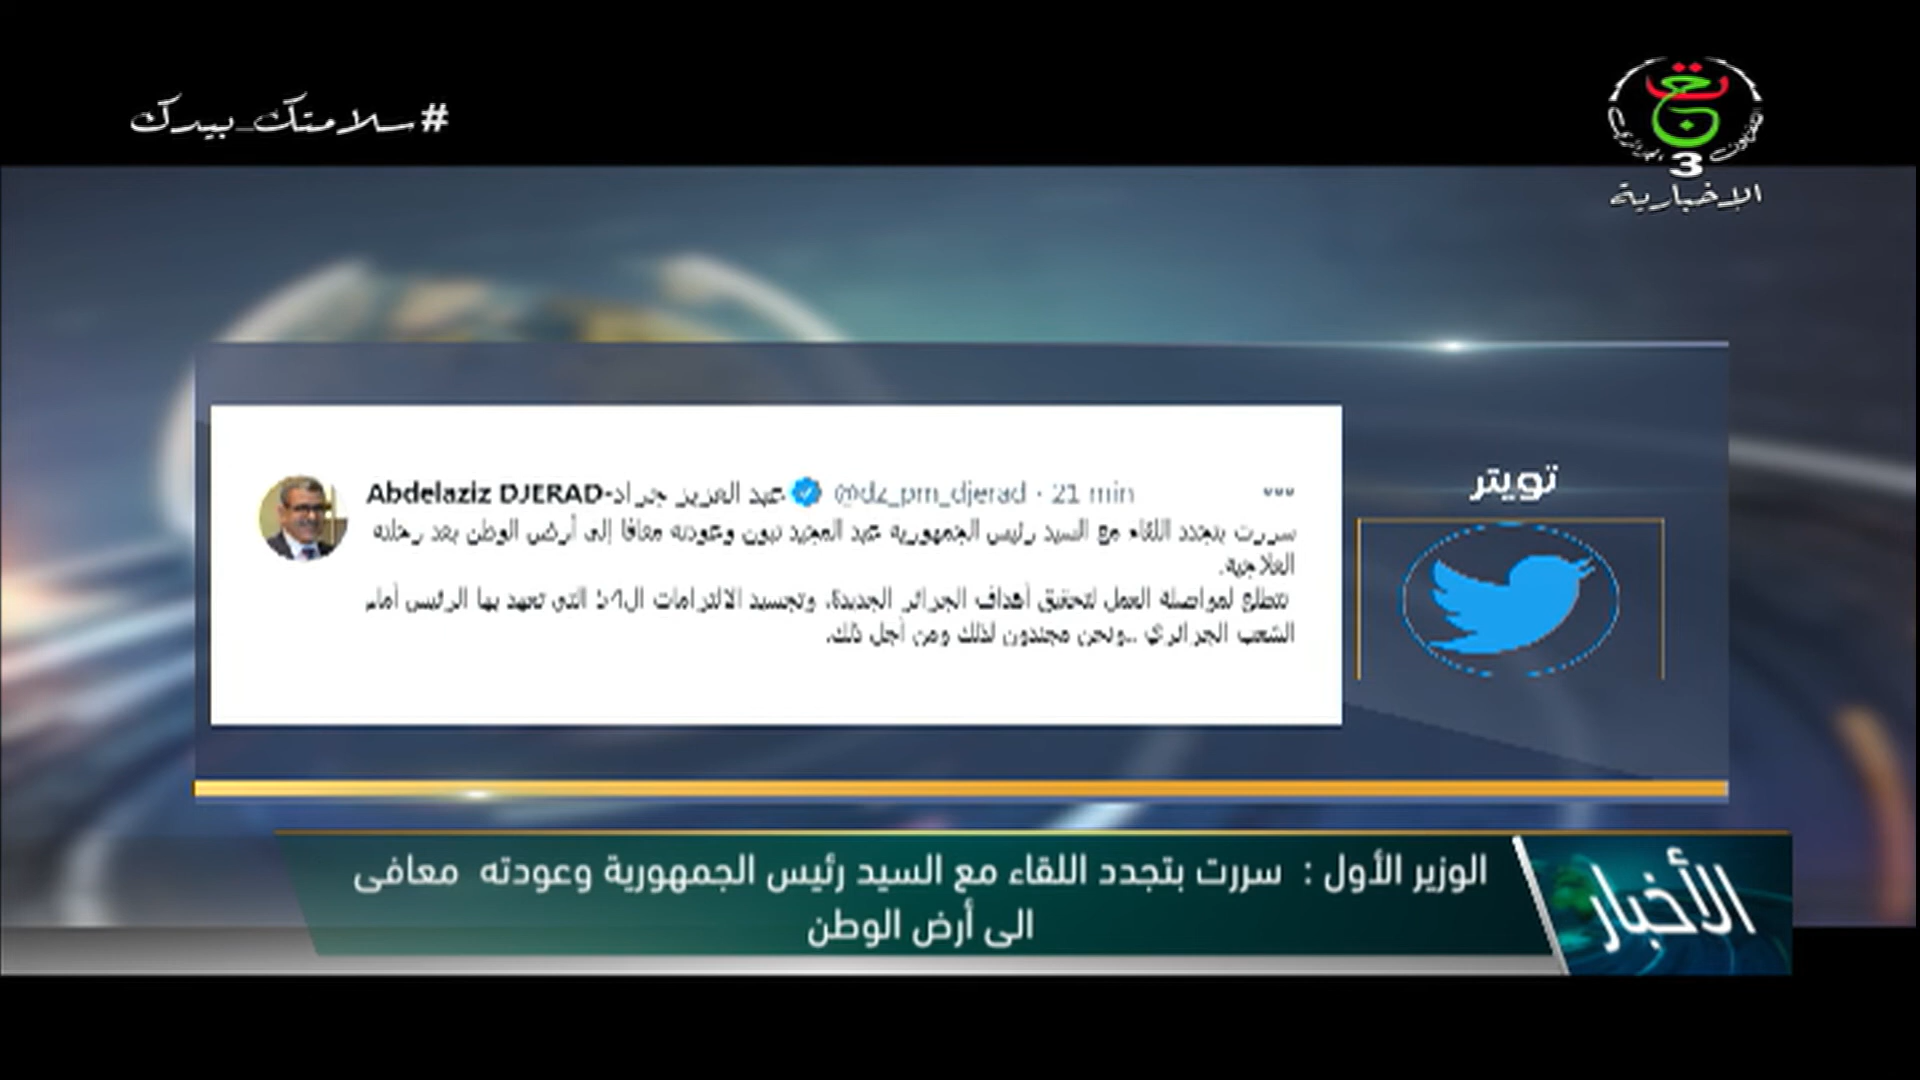 #سلامتك_بيدك
3
الإخبارية
Abdelaziz DJERAD-عبد العزيز جراد @dz_pm_djerad · 21 min
سررت بتجدد اللقاء مع السيد رئيس الجمهورية عبد المجيد تبون وعودته معافا إلى أرض الوطن بعد رحلته
العلاجية.
نتطلع لمواصلة العمل لتحقيق أهداف الجزائر الجديدة، وتجسيد الالتزامات ال54 التي تعهد بها الرئيس أمام
الشعب الجزائري ..ونحن مجندون لذلك ومن أجل ذلك.
تويتر
الوزير الأول : سررت بتجدد اللقاء مع السيد رئيس الجمهورية وعودته معافى
الى أرض الوطن
الأخبار